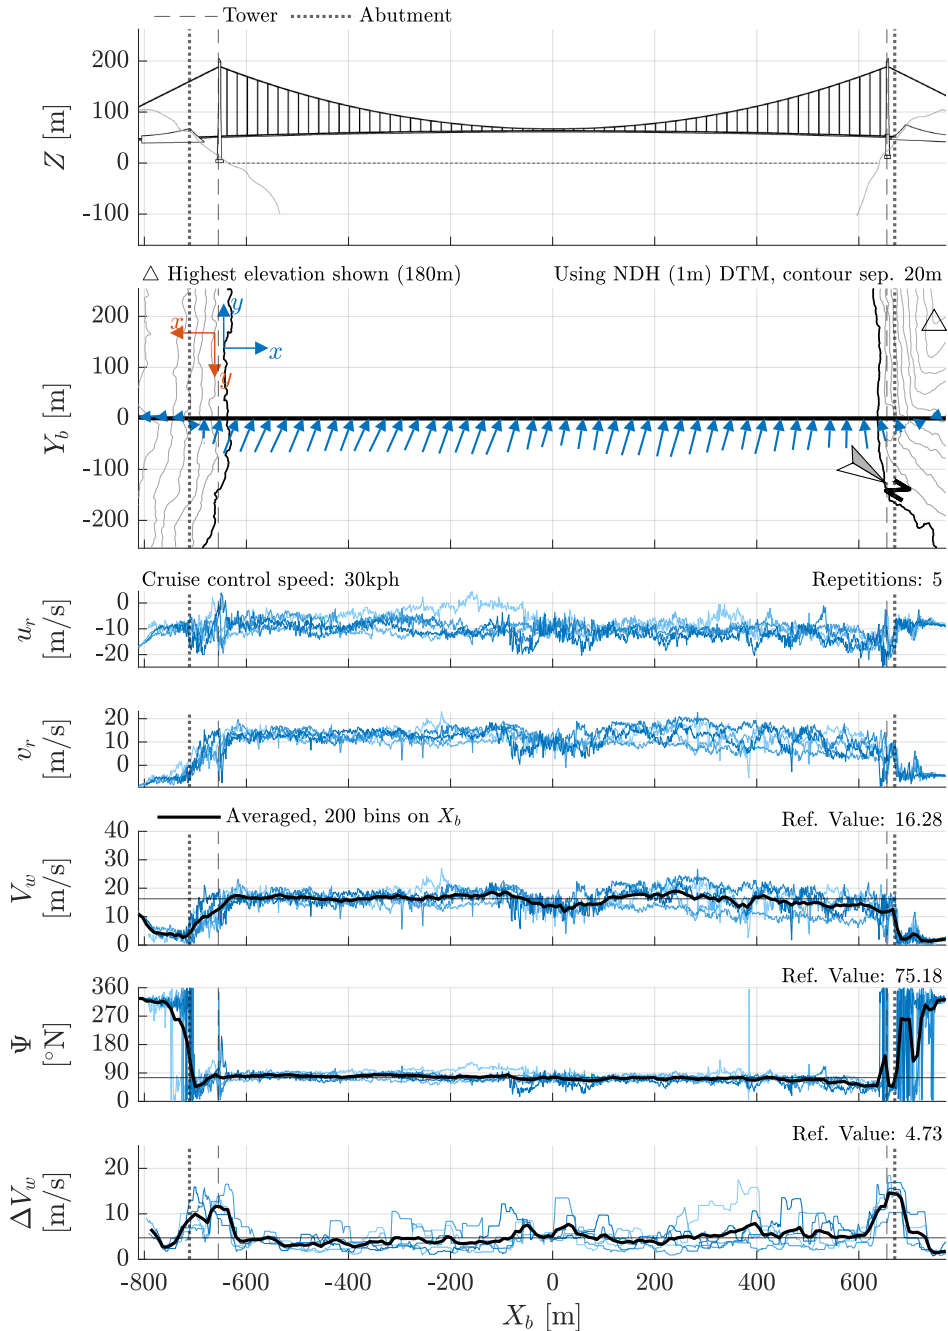 Tower Abutment
200
100
0
-100
Z [m]
△ Highest elevation shown (180m) Using NDH (1m) DTM, contour sep. 20m
200
100
0
-100
-200
Y_b [m]
x
y
y
x
N
Cruise control speed: 30kph Repetitions: 5
0
-10
-20
u_r
[m/s]
20
10
0
v_r
[m/s]
Averaged, 200 bins on X_b Ref. Value: 16.28
40
30
20
10
0
V_w
[m/s]
Ref. Value: 75.18
360
270
180
90
0
Ψ
[°N]
Ref. Value: 4.73
20
10
0
ΔV_w
[m/s]
-800 -600 -400 -200 0 200 400 600
X_b [m]